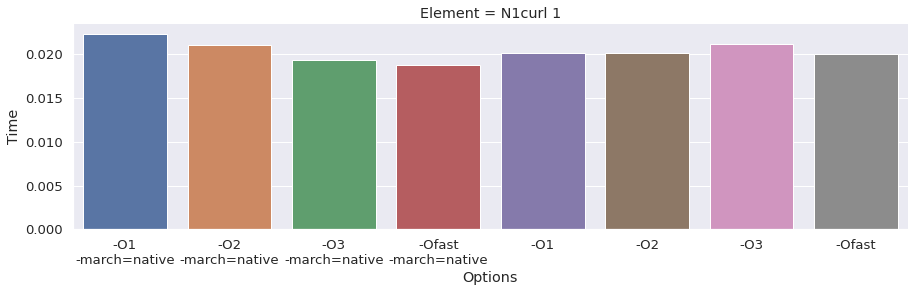 Element = N1curl 1
Time
0.020
0.015
0.010
0.005
0.000
-O1
-march=native
-O2
-march=native
-O3
-march=native
-Ofast
-march=native
-O1
-O2
-O3
-Ofast
Options